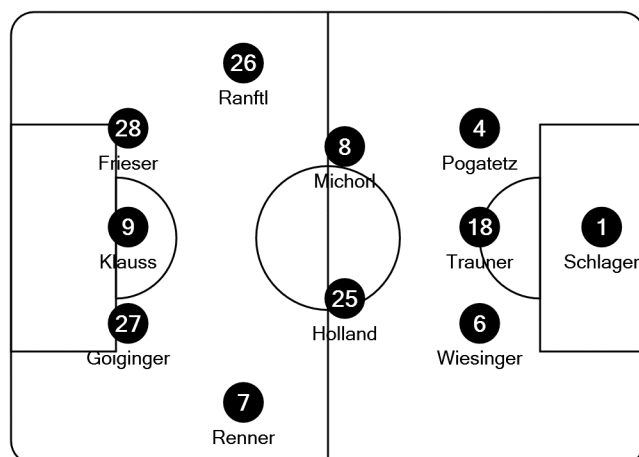 26
Ranftl
28
Frieser
4
Pogatetz
8
Michorl
9
Klauss
18
Trauner
1
Schlager
25
Holland
27
Goiginger
6
Wiesinger
7
Renner